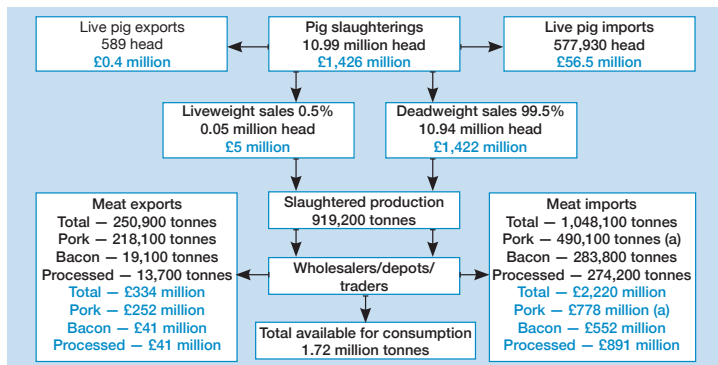 Live pig exports
589 head
£0.4 million
Pig slaughterings
10.99 million head
£1,426 million
Live pig imports
577,930 head
£56.5 million
Liveweight sales 0.5%
0.05 million head
£5 million
Deadweight sales 99.5%
10.94 million head
£1,422 million
Meat exports
Total — 250,900 tonnes
Pork — 218,100 tonnes
Bacon — 19,100 tonnes
Processed — 13,700 tonnes
Total — £334 million
Pork — £252 million
Bacon — £41 million
Processed — £41 million
Slaughtered production
919,200 tonnes
Wholesalers/depots/
traders
Total available for consumption
1.72 million tonnes
Meat imports
Total — 1,048,100 tonnes
Pork — 490,100 tonnes (a)
Bacon — 283,800 tonnes
Processed — 274,200 tonnes
Total — £2,220 million
Pork — £778 million (a)
Bacon — £552 million
Processed — £891 million